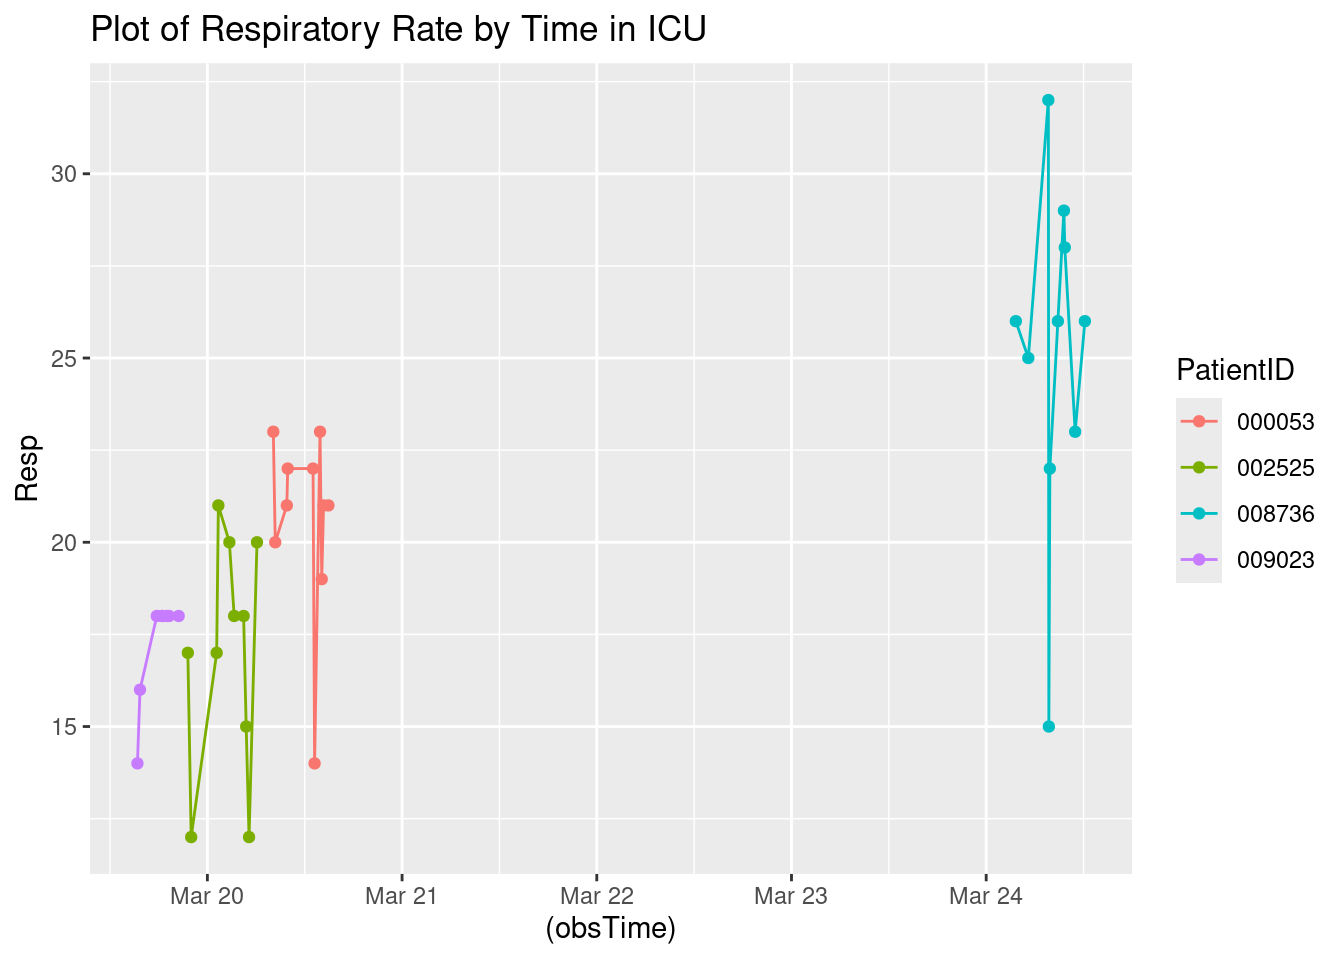 Plot of Respiratory Rate by Time in ICU
Resp
30
25
20
15
Mar 20 Mar 21 Mar 22 Mar 23 Mar 24
(obsTime)
PatientID
000053
002525
008736
009023